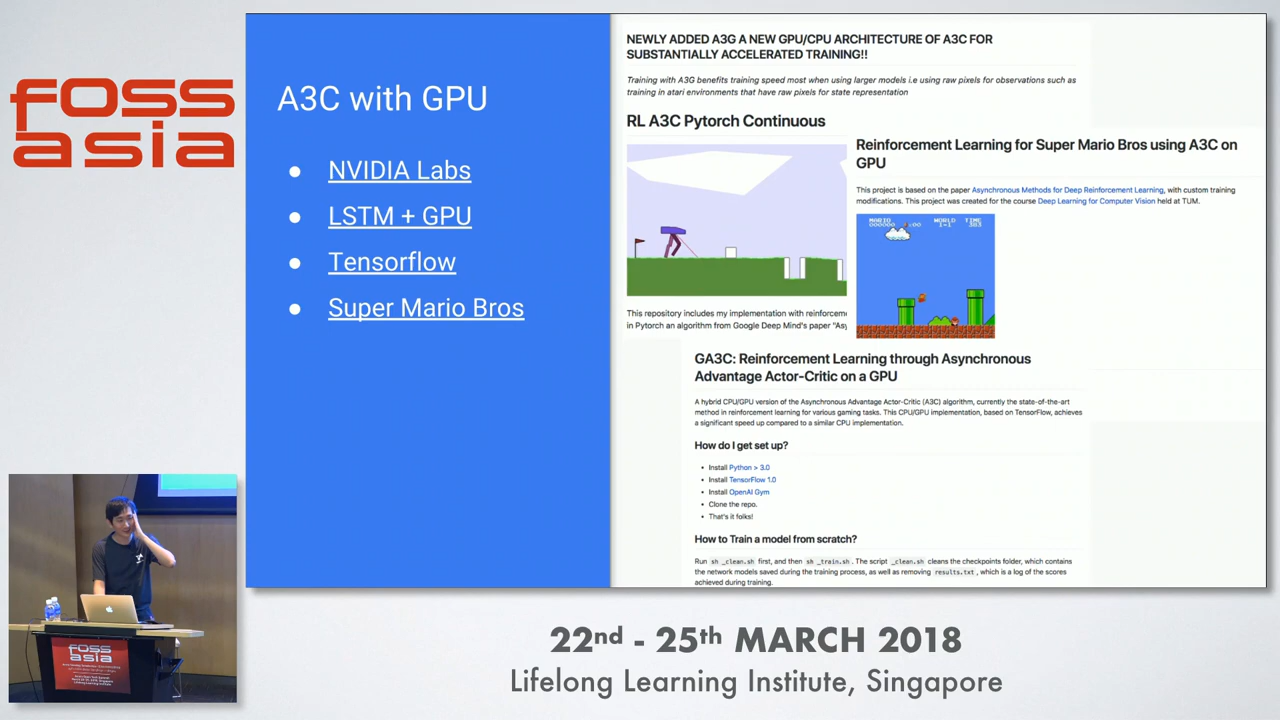 foss
asia
A3C with GPU
● NVIDIA Labs
● LSTM + GPU
● Tensorflow
● Super Mario Bros
NEWLY ADDED A3G A NEW GPU/CPU ARCHITECTURE OF A3C FOR
SUBSTANTIALLY ACCELERATED TRAINING!!
Training with A3G benefits training speed most when using larger models i.e using raw pixels for observations such as
training in atari environments that have raw pixels for state representation
RL A3C Pytorch Continuous
This repository includes my implementation with reinforceme
in Pytorch an algorithm from Google Deep Mind's paper "Asy
Reinforcement Learning for Super Mario Bros using A3C on
GPU
This project is based on the paper Asynchronous Methods for Deep Reinforcement Learning, with custom training
modifications. This project was created for the course Deep Learning for Computer Vision held at TUM.
MARIO WORLD TIME
1-1
GA3C: Reinforcement Learning through Asynchronous
Advantage Actor-Critic on a GPU
A hybrid CPU/GPU version of the Asynchronous Advantage Actor-Critic (A3C) algorithm, currently the state-of-the-art
method in reinforcement learning for various gaming tasks. This CPU/GPU implementation, based on TensorFlow, achieves
a significant speed up compared to a similar CPU implementation.
How do I get set up?
• Install Python > 3.0
• Install TensorFlow 1.0
• Install OpenAI Gym
• Clone the repo.
• That's it folks!
How to Train a model from scratch?
Run sh _clean.sh first, and then sh _train.sh. The script _clean.sh cleans the checkpoints folder, which contains
the network models saved during the training process, as well as removing results.txt, which is a log of the scores
achieved during training.
foss
asia
22nd - 25th MARCH 2018
Lifelong Learning Institute, Singapore